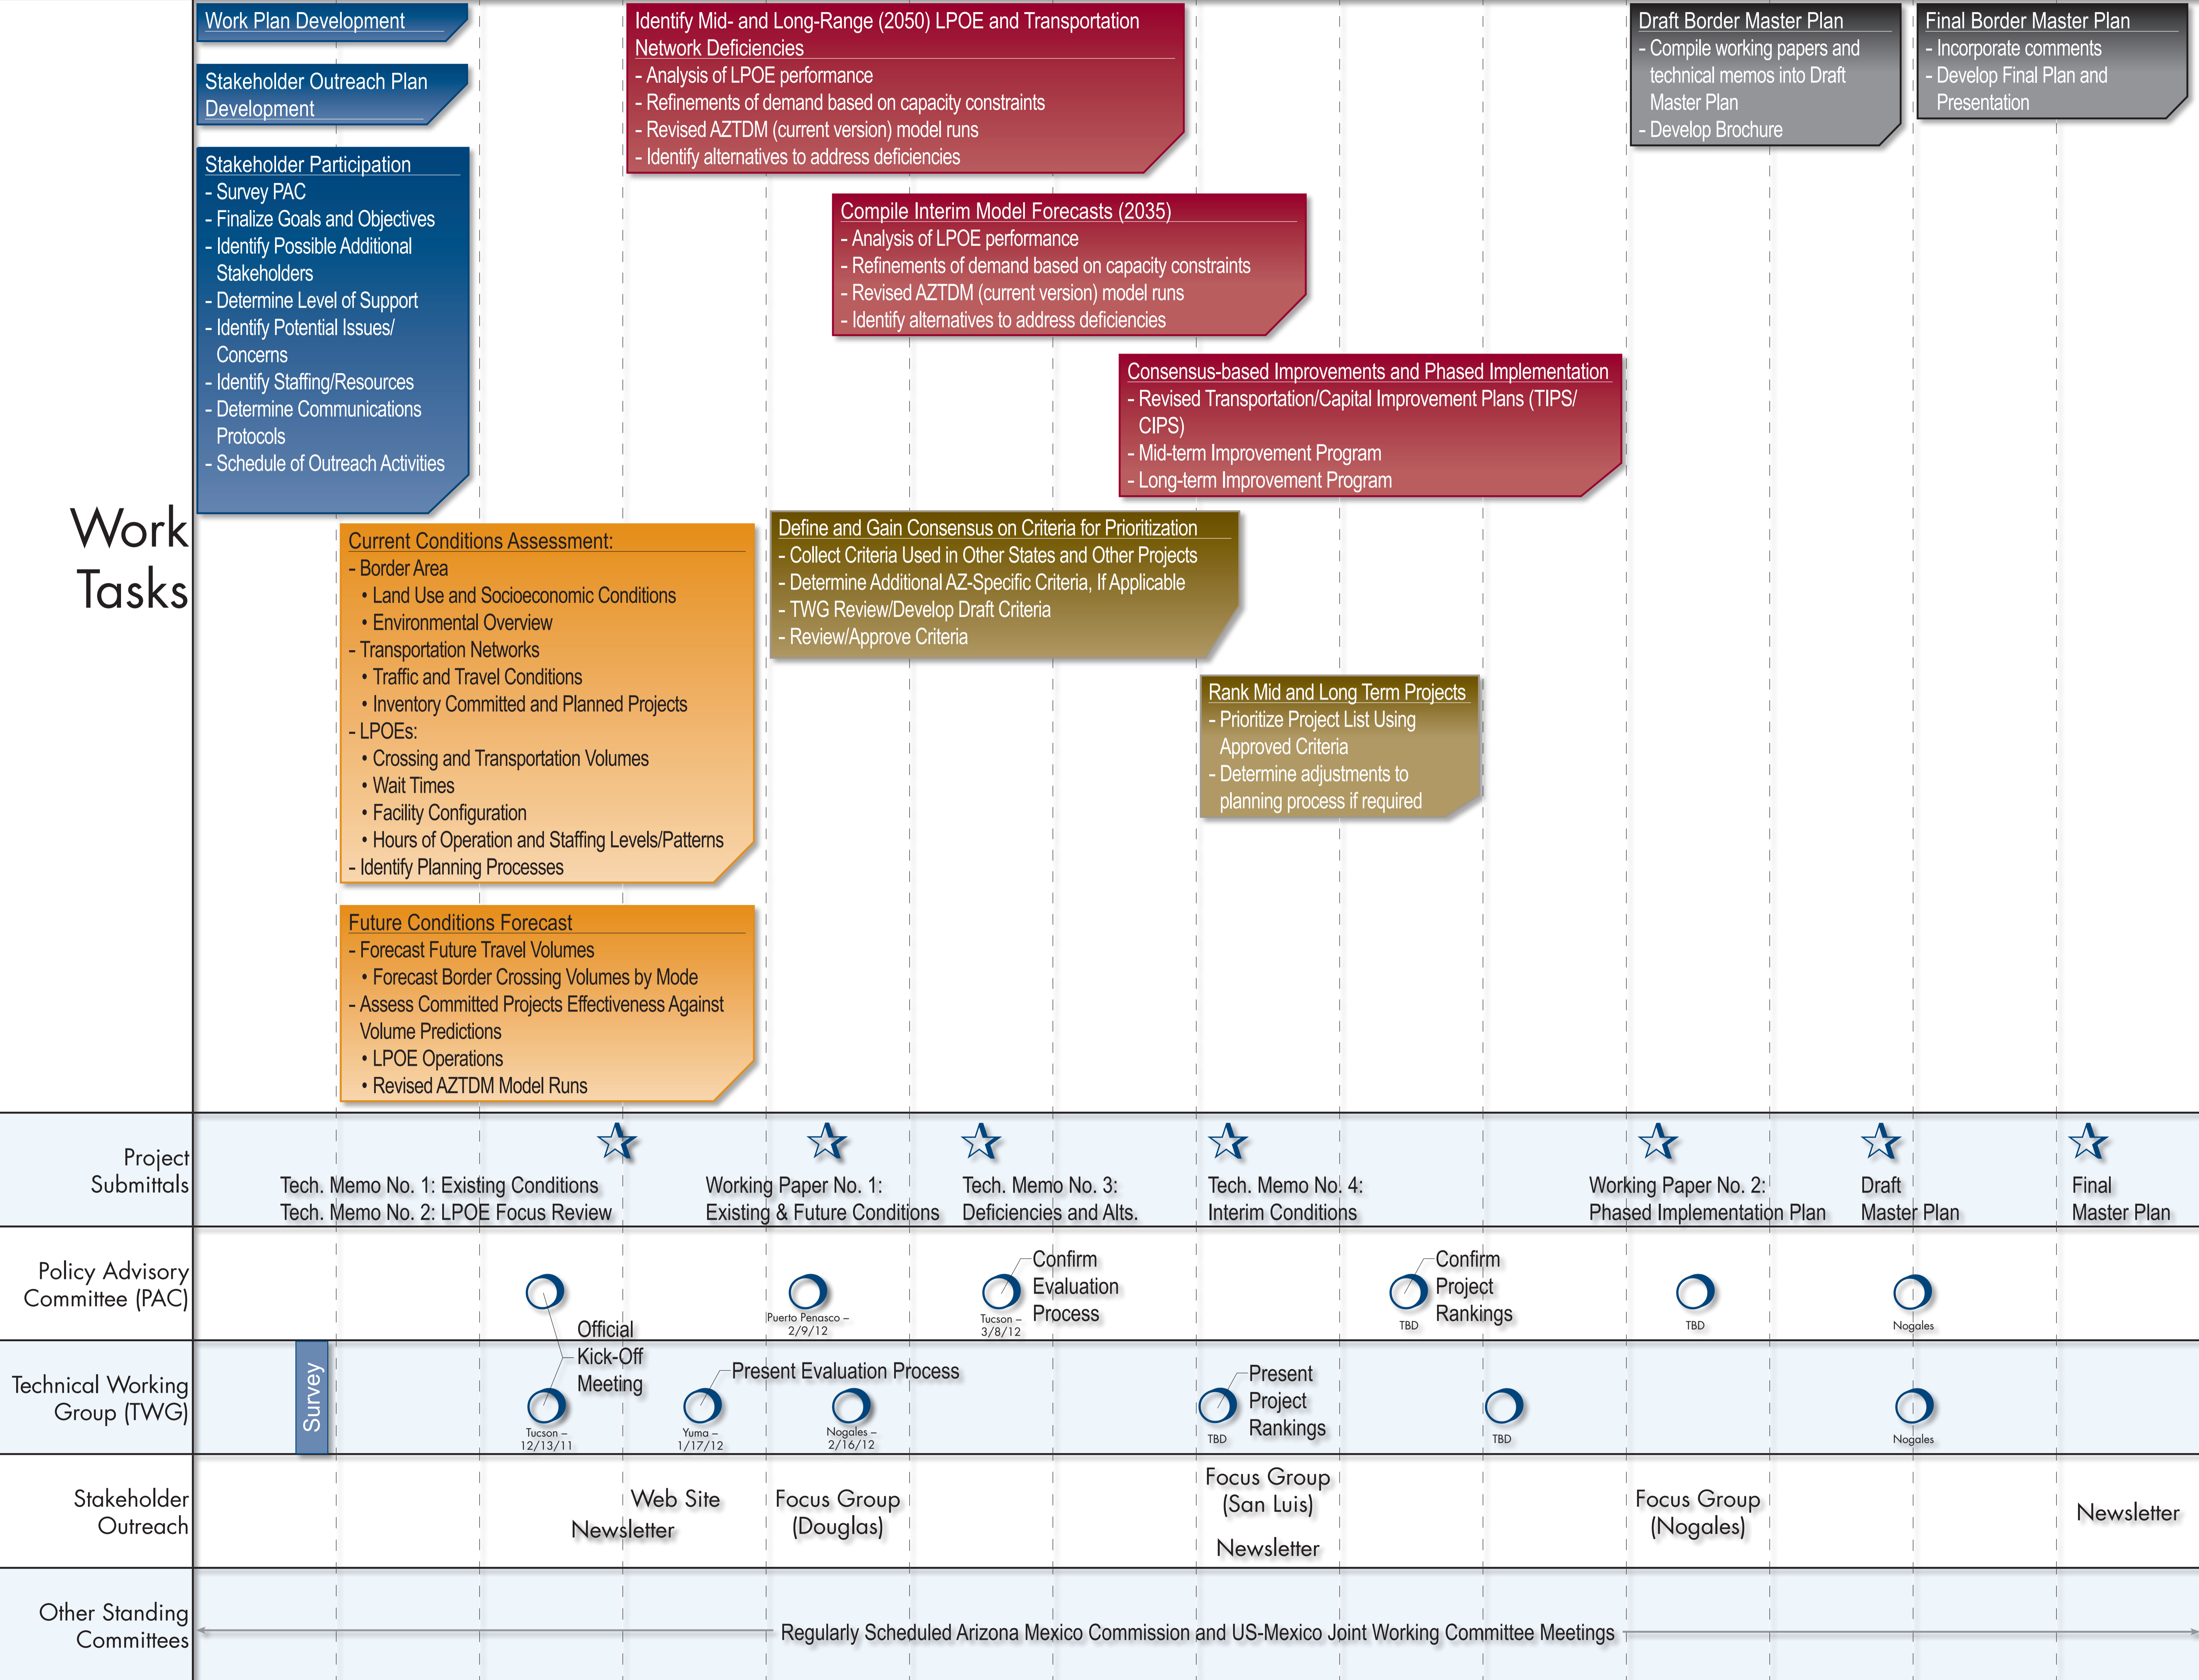 Work Plan Development
Stakeholder Outreach Plan
Development
Stakeholder Participation
- Survey PAC
- Finalize Goals and Objectives
- Identify Possible Additional
Stakeholders
- Determine Level of Support
- Identify Potential Issues/
Concerns
- Identify Staffing/Resources
- Determine Communications
Protocols
- Schedule of Outreach Activities
Identify Mid- and Long-Range (2050) LPOE and Transportation
Network Deficiencies
- Analysis of LPOE performance
- Refinements of demand based on capacity constraints
- Revised AZTDM (current version) model runs
- Identify alternatives to address deficiencies
Draft Border Master Plan
- Compile working papers and
technical memos into Draft
Master Plan
- Develop Brochure
Final Border Master Plan
- Incorporate comments
- Develop Final Plan and
Presentation
Compile Interim Model Forecasts (2035)
- Analysis of LPOE performance
- Refinements of demand based on capacity constraints
- Revised AZTDM (current version) model runs
- Identify alternatives to address deficiencies
Consensus-based Improvements and Phased Implementation
- Revised Transportation/Capital Improvement Plans (TIPS/
CIPS)
- Mid-term Improvement Program
- Long-term Improvement Program
Work
Tasks
Current Conditions Assessment:
- Border Area
• Land Use and Socioeconomic Conditions
• Environmental Overview
- Transportation Networks
• Traffic and Travel Conditions
• Inventory Committed and Planned Projects
- LPOEs:
• Crossing and Transportation Volumes
• Wait Times
• Facility Configuration
• Hours of Operation and Staffing Levels/Patterns
- Identify Planning Processes
Define and Gain Consensus on Criteria for Prioritization
- Collect Criteria Used in Other States and Other Projects
- Determine Additional AZ-Specific Criteria, If Applicable
- TWG Review/Develop Draft Criteria
- Review/Approve Criteria
Rank Mid and Long Term Projects
- Prioritize Project List Using
Approved Criteria
- Determine adjustments to
planning process if required
Future Conditions Forecast
- Forecast Future Travel Volumes
• Forecast Border Crossing Volumes by Mode
- Assess Committed Projects Effectiveness Against
Volume Predictions
• LPOE Operations
• Revised AZTDM Model Runs
Project
Submittals
Tech. Memo No. 1: Existing Conditions
Tech. Memo No. 2: LPOE Focus Review
Working Paper No. 1:
Existing & Future Conditions
Tech. Memo No. 3:
Deficiencies and Alts.
Tech. Memo No. 4:
Interim Conditions
Working Paper No. 2:
Phased Implementation Plan
Draft
Master Plan
Final
Master Plan
Policy Advisory
Committee (PAC)
Official
Kick-Off
Meeting
Puerto Penasco –
2/9/12
Tucson –
3/8/12
Confirm
Evaluation
Process
TBD
Confirm
Project
Rankings
TBD
Nogales
Technical Working
Group (TWG)
Survey
Tucson –
12/13/11
Yuma –
1/17/12
Present Evaluation Process
Nogales –
2/16/12
TBD
Present
Project
Rankings
TBD
Nogales
Stakeholder
Outreach
Web Site
Newsletter
Focus Group
(Douglas)
Focus Group
(San Luis)
Newsletter
Focus Group
(Nogales)
Newsletter
Other Standing
Committees
Regularly Scheduled Arizona Mexico Commission and US-Mexico Joint Working Committee Meetings